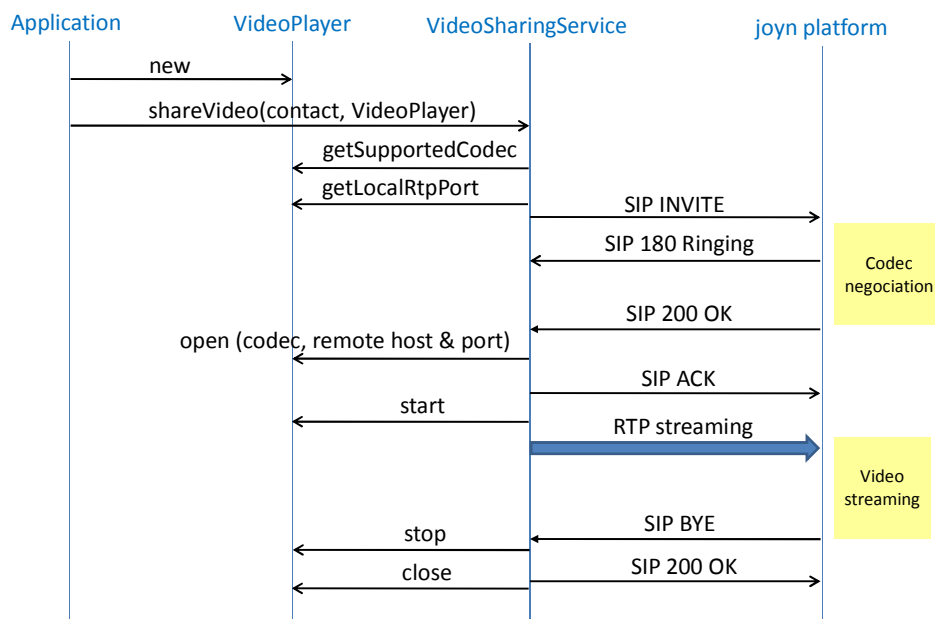 Application
VideoPlayer
VideoSharingService
joyn platform
new
shareVideo(contact, VideoPlayer)
getSupportedCodec
getLocalRtpPort
SIP INVITE
SIP 180 Ringing
Codec
negociation
SIP 200 OK
open (codec, remote host & port)
SIP ACK
start
RTP streaming
Video
streaming
SIP BYE
stop
SIP 200 OK
close